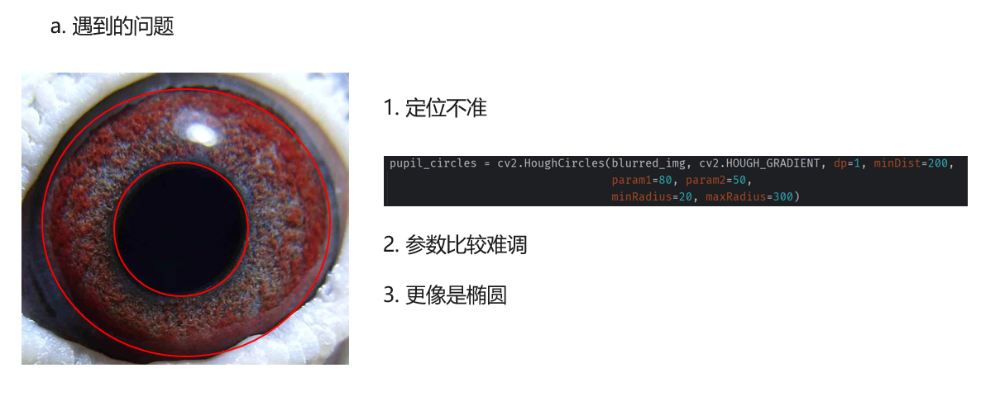 a. 遇到的问题
1. 定位不准
pupil_circles = cv2.HoughCircles(blurred_img, cv2.HOUGH_GRADIENT, dp=1, minDist=200,
param1=80, param2=50,
minRadius=20, maxRadius=300)
2. 参数比较难调
3. 更像是椭圆